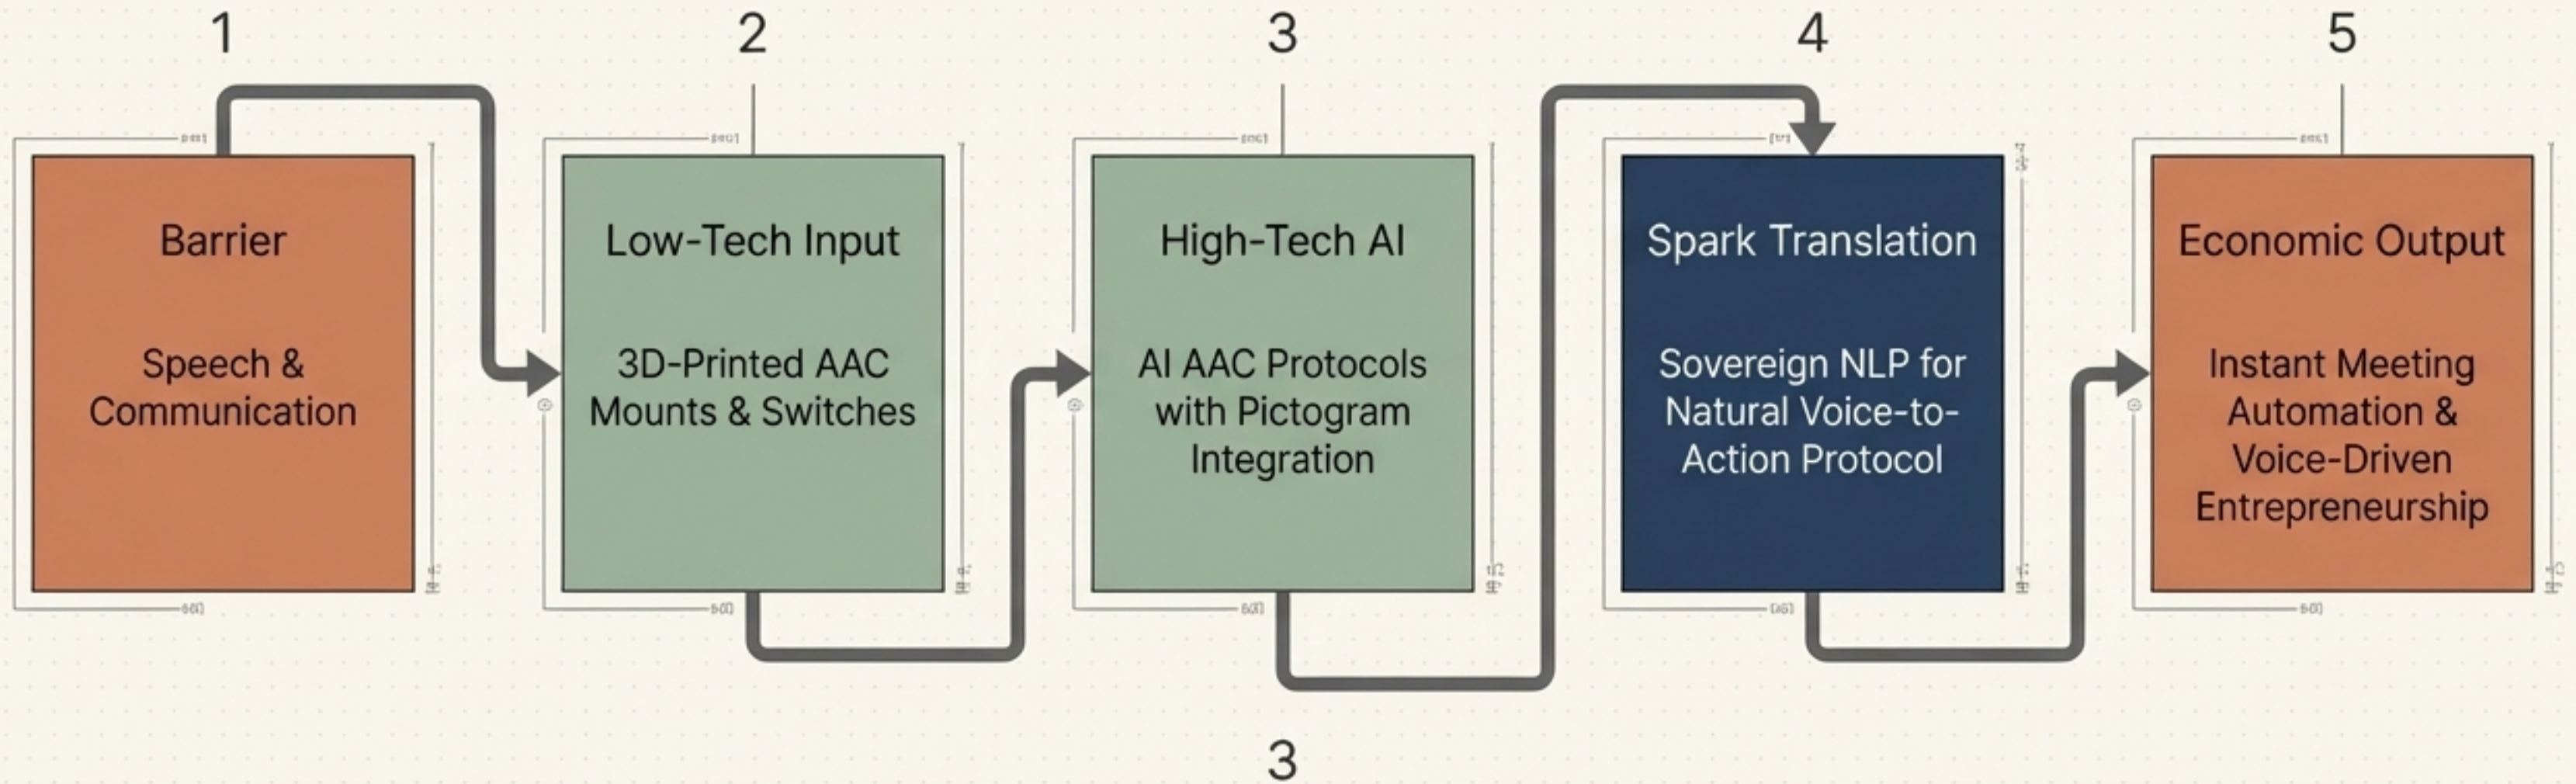 1
2
3
4
5
Barrier
Speech &
Communication
Low-Tech Input
3D-Printed AAC
Mounts & Switches
High-Tech AI
AI AAC Protocols
with Pictogram
Integration
Spark Translation
Sovereign NLP for
Natural Voice-to-
Action Protocol
Economic Output
Instant Meeting
Automation &
Voice-Driven
Entrepreneurship
3